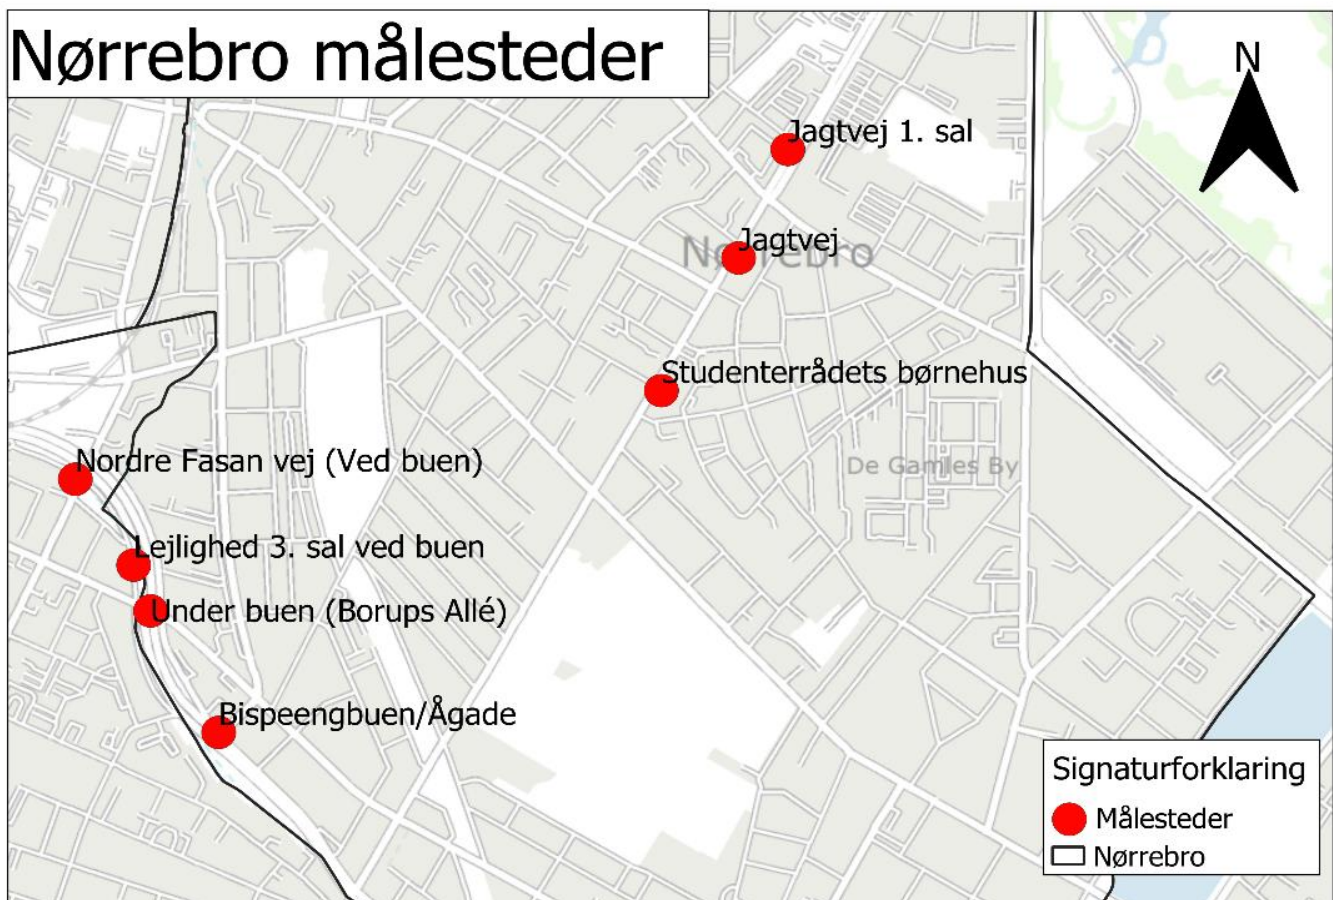 Nørrebro målesteder
N
Jagtvej 1. sal
Jagtvej
Nørrebro
Studenterrådets børnehus
De Gamles By
Nordre Fasan vej (Ved buen)
Lejlighed 3. sal ved buen
Under buen (Borups Allé)
Bispeengbuen/Ågade
Signaturforklaring
Målesteder
Nørrebro